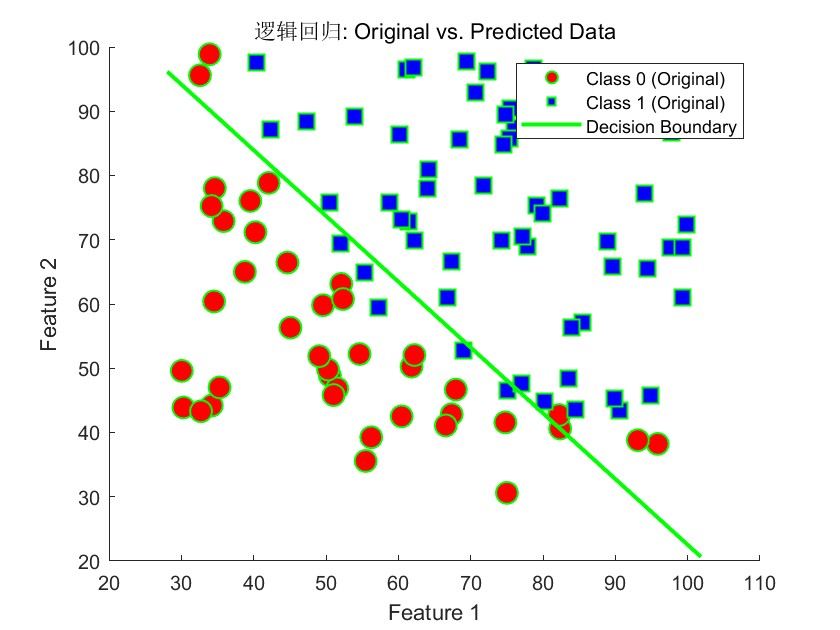 逻辑回归: Original vs. Predicted Data
Class 0 (Original)
Class 1 (Original)
Decision Boundary
100
90
80
70
60
50
40
30
20
Feature 2
20 30 40 50 60 70 80 90 100 110
Feature 1